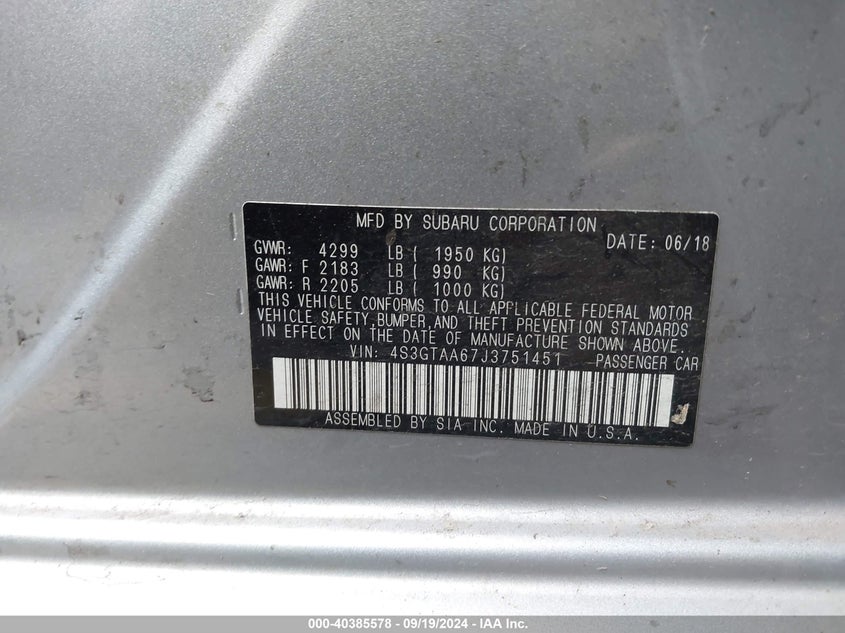 MFD BY SUBARU CORPORATION
GVWR: 4299 LB ( 1950 KG) DATE: 06/18
GAWR: F 2183 LB ( 990 KG)
GAWR: R 2205 LB ( 1000 KG)
THIS VEHICLE CONFORMS TO ALL APPLICABLE FEDERAL MOTOR
VEHICLE SAFETY, BUMPER, AND THEFT PREVENTION STANDARDS
IN EFFECT ON THE DATE OF MANUFACTURE SHOWN ABOVE.
VIN: 4S3GTAA67J3751451 PASSENGER CAR
ASSEMBLED BY SIA INC. MADE IN U.S.A.
000-40385578 - 09/19/2024 - IAA Inc.